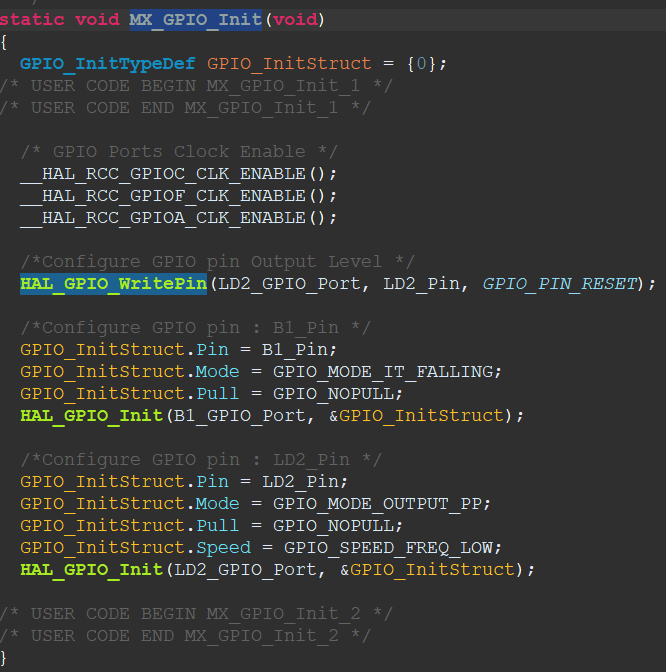 static void MX_GPIO_Init(void)
{
  GPIO_InitTypeDef GPIO_InitStruct = {0};
/* USER CODE BEGIN MX_GPIO_Init_1 */
/* USER CODE END MX_GPIO_Init_1 */
  /* GPIO Ports Clock Enable */
  __HAL_RCC_GPIOC_CLK_ENABLE();
  __HAL_RCC_GPIOF_CLK_ENABLE();
  __HAL_RCC_GPIOA_CLK_ENABLE();
  /*Configure GPIO pin Output Level */
  HAL_GPIO_WritePin(LD2_GPIO_Port, LD2_Pin, GPIO_PIN_RESET);
  /*Configure GPIO pin : B1_Pin */
  GPIO_InitStruct.Pin = B1_Pin;
  GPIO_InitStruct.Mode = GPIO_MODE_IT_FALLING;
  GPIO_InitStruct.Pull = GPIO_NOPULL;
  HAL_GPIO_Init(B1_GPIO_Port, &GPIO_InitStruct);
  /*Configure GPIO pin : LD2_Pin */
  GPIO_InitStruct.Pin = LD2_Pin;
  GPIO_InitStruct.Mode = GPIO_MODE_OUTPUT_PP;
  GPIO_InitStruct.Pull = GPIO_NOPULL;
  GPIO_InitStruct.Speed = GPIO_SPEED_FREQ_LOW;
  HAL_GPIO_Init(LD2_GPIO_Port, &GPIO_InitStruct);
/* USER CODE BEGIN MX_GPIO_Init_2 */
/* USER CODE END MX_GPIO_Init_2 */
}